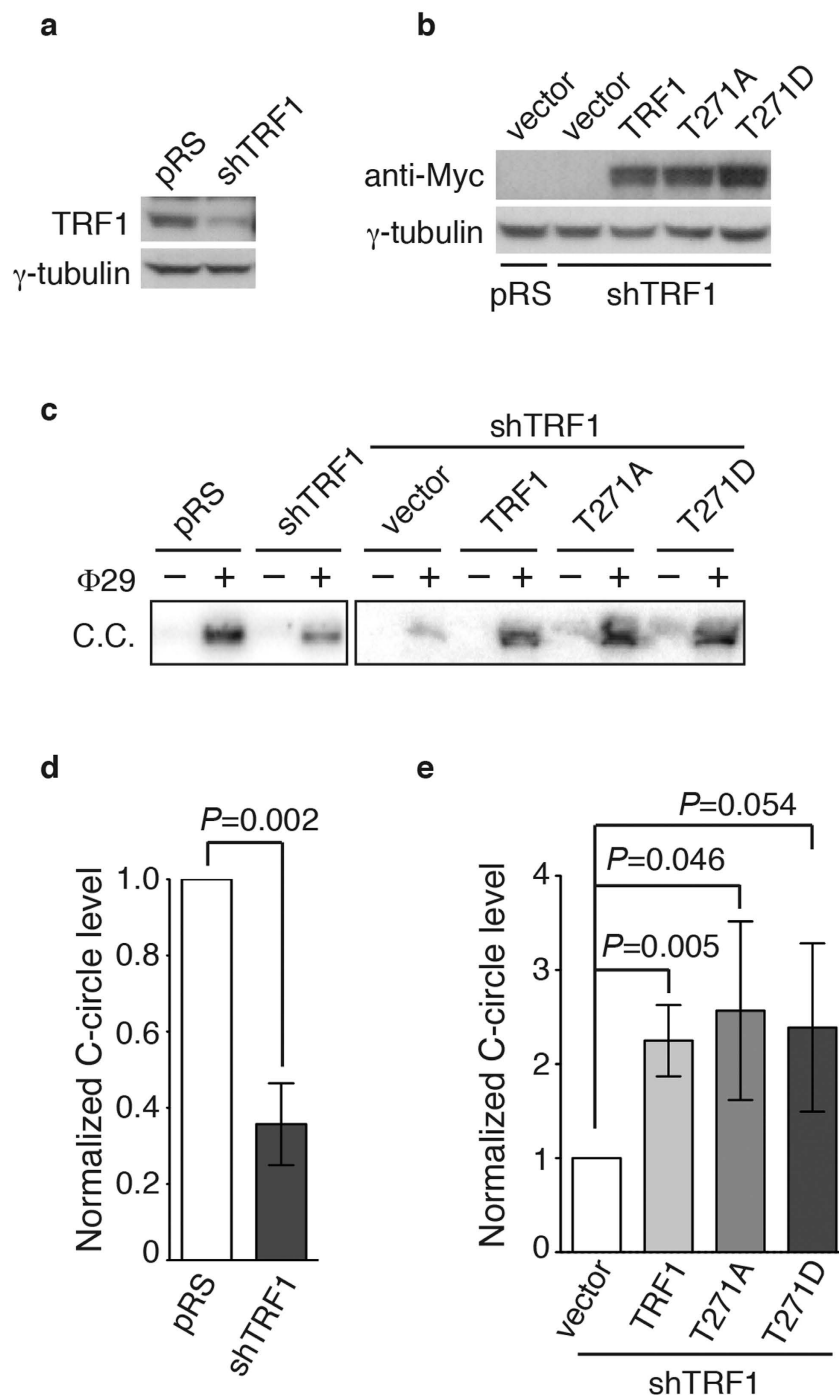 a
pRS
shTRF1
TRF1
γ-tubulin
b
vector
vector
TRF1
T271A
T271D
anti-Myc
γ-tubulin
pRS
shTRF1
c
shTRF1
pRS
shTRF1
vector
TRF1
T271A
T271D
Φ29 − + − + − + − + − + − +
C.C.
d
P=0.002
Normalized C-circle level
1.0
0.8
0.6
0.4
0.2
0
pRS
shTRF1
e
P=0.054
P=0.046
P=0.005
Normalized C-circle level
4
3
2
1
0
vector
TRF1
T271A
T271D
shTRF1